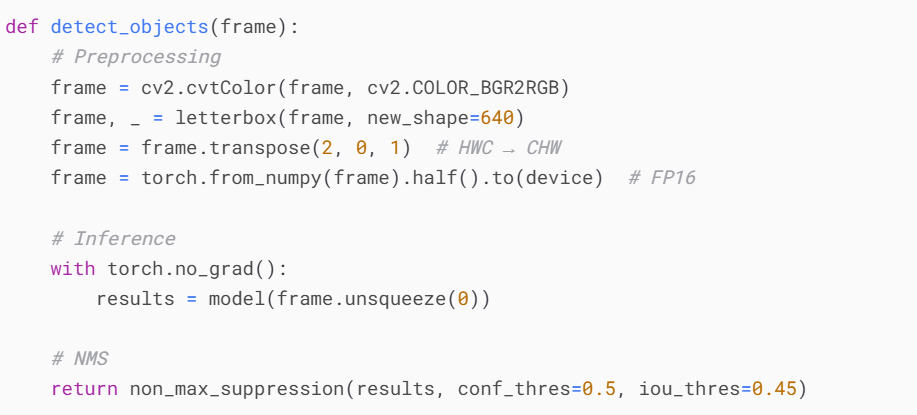 def detect_objects(frame):
    # Preprocessing
    frame = cv2.cvtColor(frame, cv2.COLOR_BGR2RGB)
    frame, _ = letterbox(frame, new_shape=640)
    frame = frame.transpose(2, 0, 1)  # HWC → CHW
    frame = torch.from_numpy(frame).half().to(device)  # FP16

    # Inference
    with torch.no_grad():
        results = model(frame.unsqueeze(0))

    # NMS
    return non_max_suppression(results, conf_thres=0.5, iou_thres=0.45)